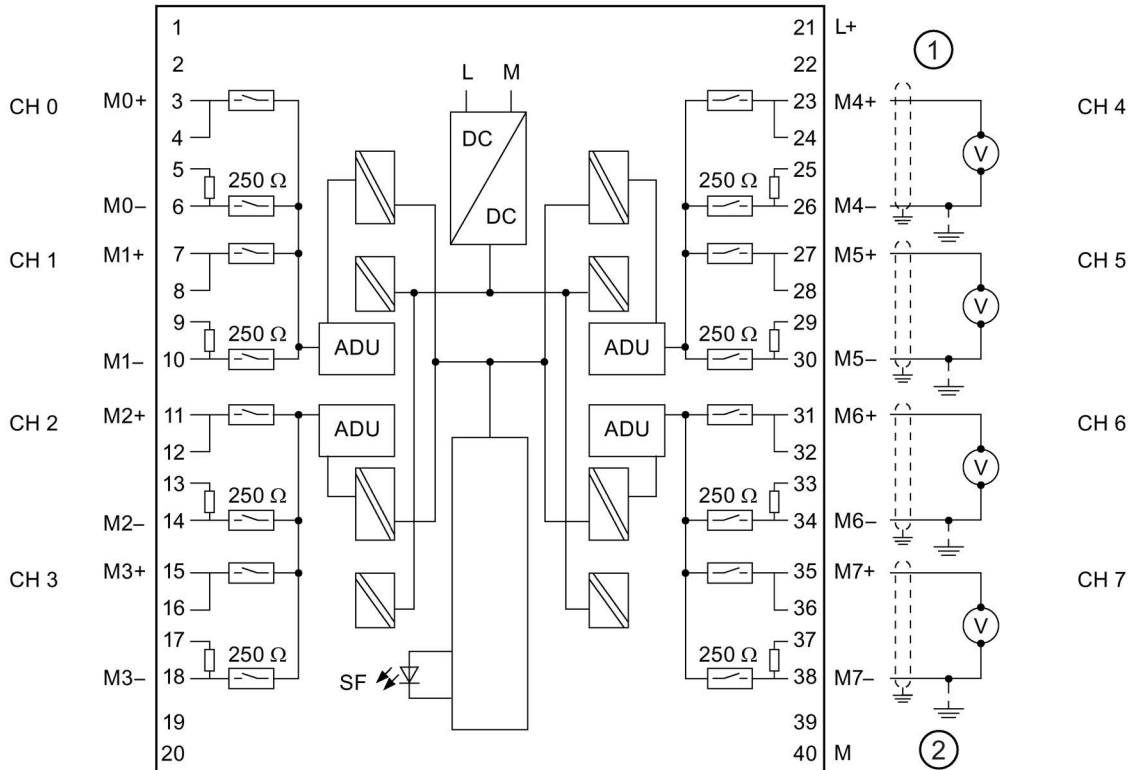 1 21 L+ ①
2 22
L M
CH 0 M0+ 3 23 M4+ CH 4
4 24
DC
V
5 250 Ω 250 Ω 25
M0– 6 26 M4–
DC
CH 1 M1+ 7 27 M5+ CH 5
8 28
V
9 250 Ω 250 Ω 29
ADU ADU
M1– 10 30 M5–
CH 2 M2+ 11 31 M6+ CH 6
ADU ADU
12 32
V
13 250 Ω 250 Ω 33
M2– 14 34 M6–
CH 3 M3+ 15 35 M7+ CH 7
16 36
V
17 250 Ω 250 Ω 37
M3– 18 38 M7–
SF
19 39
20 40 M ②